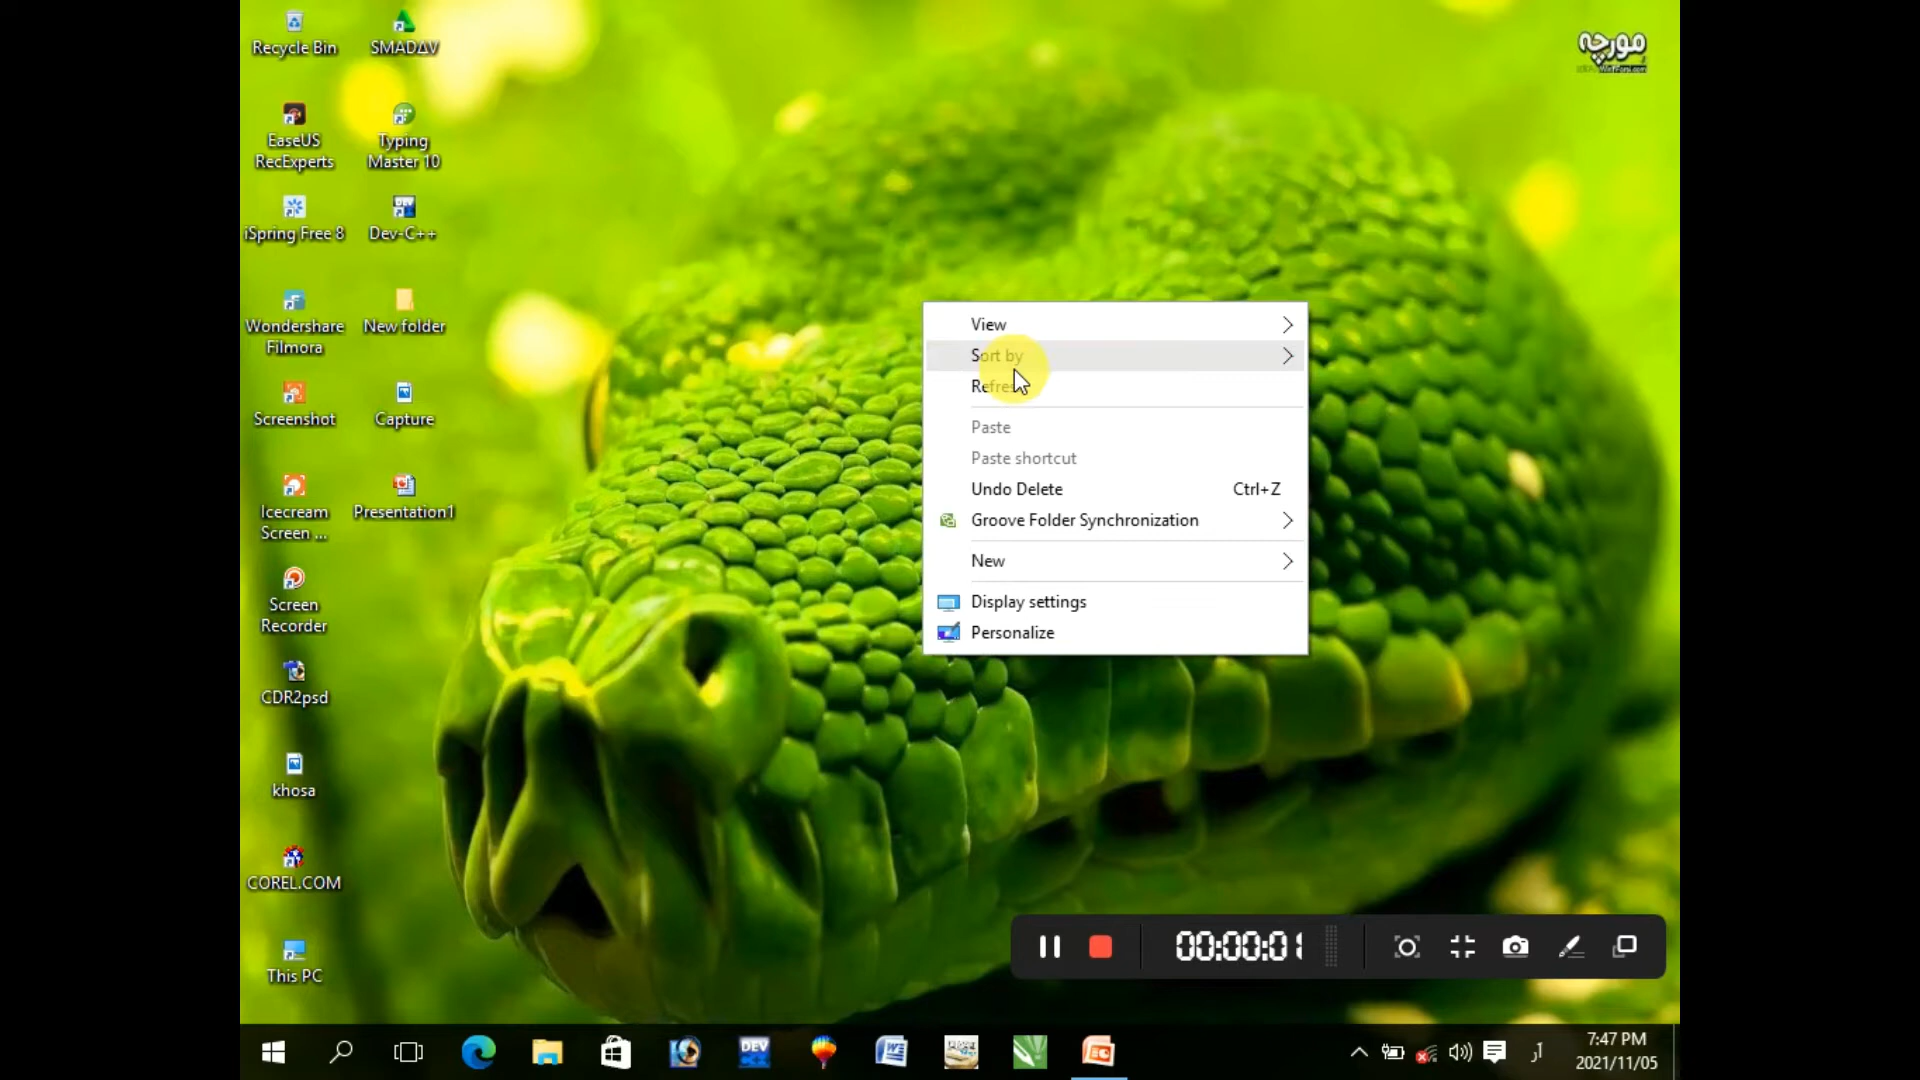 Recycle Bin
SMADΔV
مورچه
EaseUS
RecExperts
Typing
Master 10
iSpring Free 8
Dev-C++
Wondershare
Filmora
New folder
Screenshot
Capture
Icecream
Screen ...
Presentation1
Screen
Recorder
CDR2psd
khosa
COREL.COM
This PC
View
Sort by
Refresh
Paste
Paste shortcut
Undo Delete Ctrl+Z
Groove Folder Synchronization
New
Display settings
Personalize
00:00:01
DEV
W
7:47 PM
2021/11/05